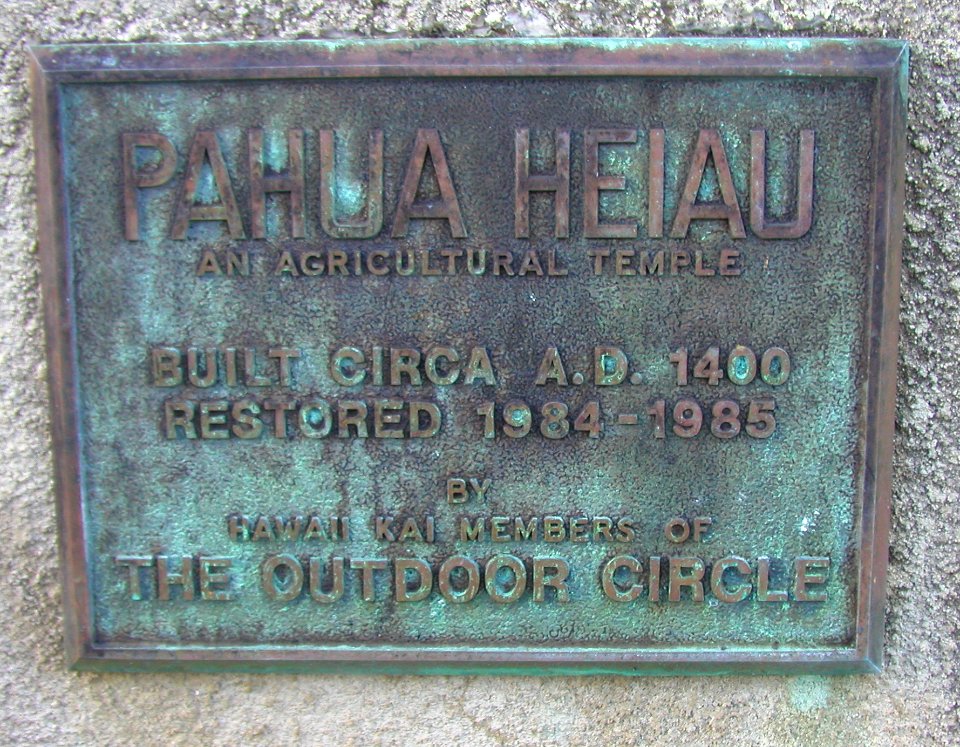 PAHUA HEIAU
AN AGRICULTURAL TEMPLE
BUILT CIRCA A.D. 1400
RESTORED 1984-1985
BY
HAWAII KAI MEMBERS OF
THE OUTDOOR CIRCLE